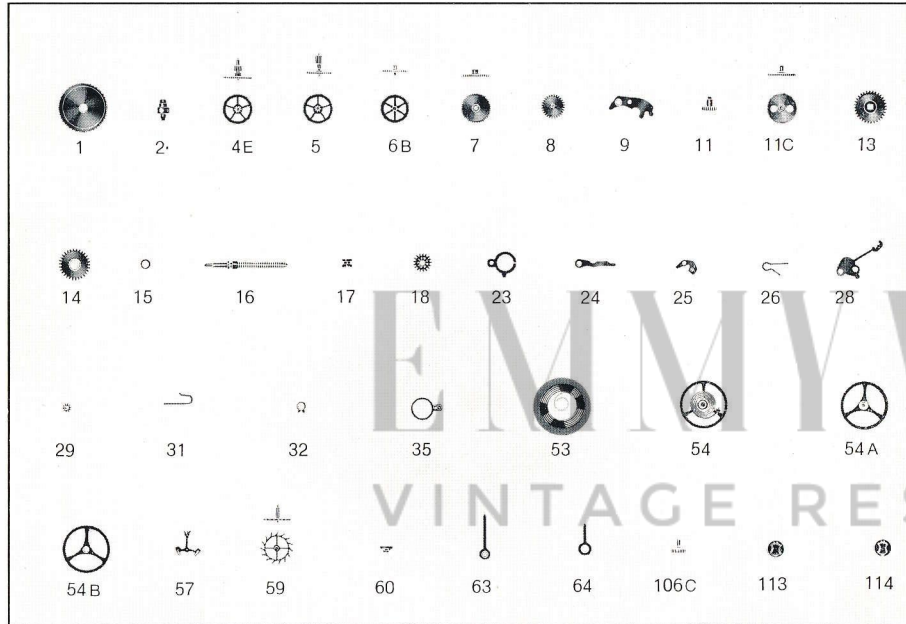 1 2 4E 5 6B 7 8 9 11 11C 13
14 15 16 17 18 23 24 25 26 28
EMMYW
29 31 32 35 53 54 54A
VINTAGE RES
54B 57 59 60 63 64 106C 113 114